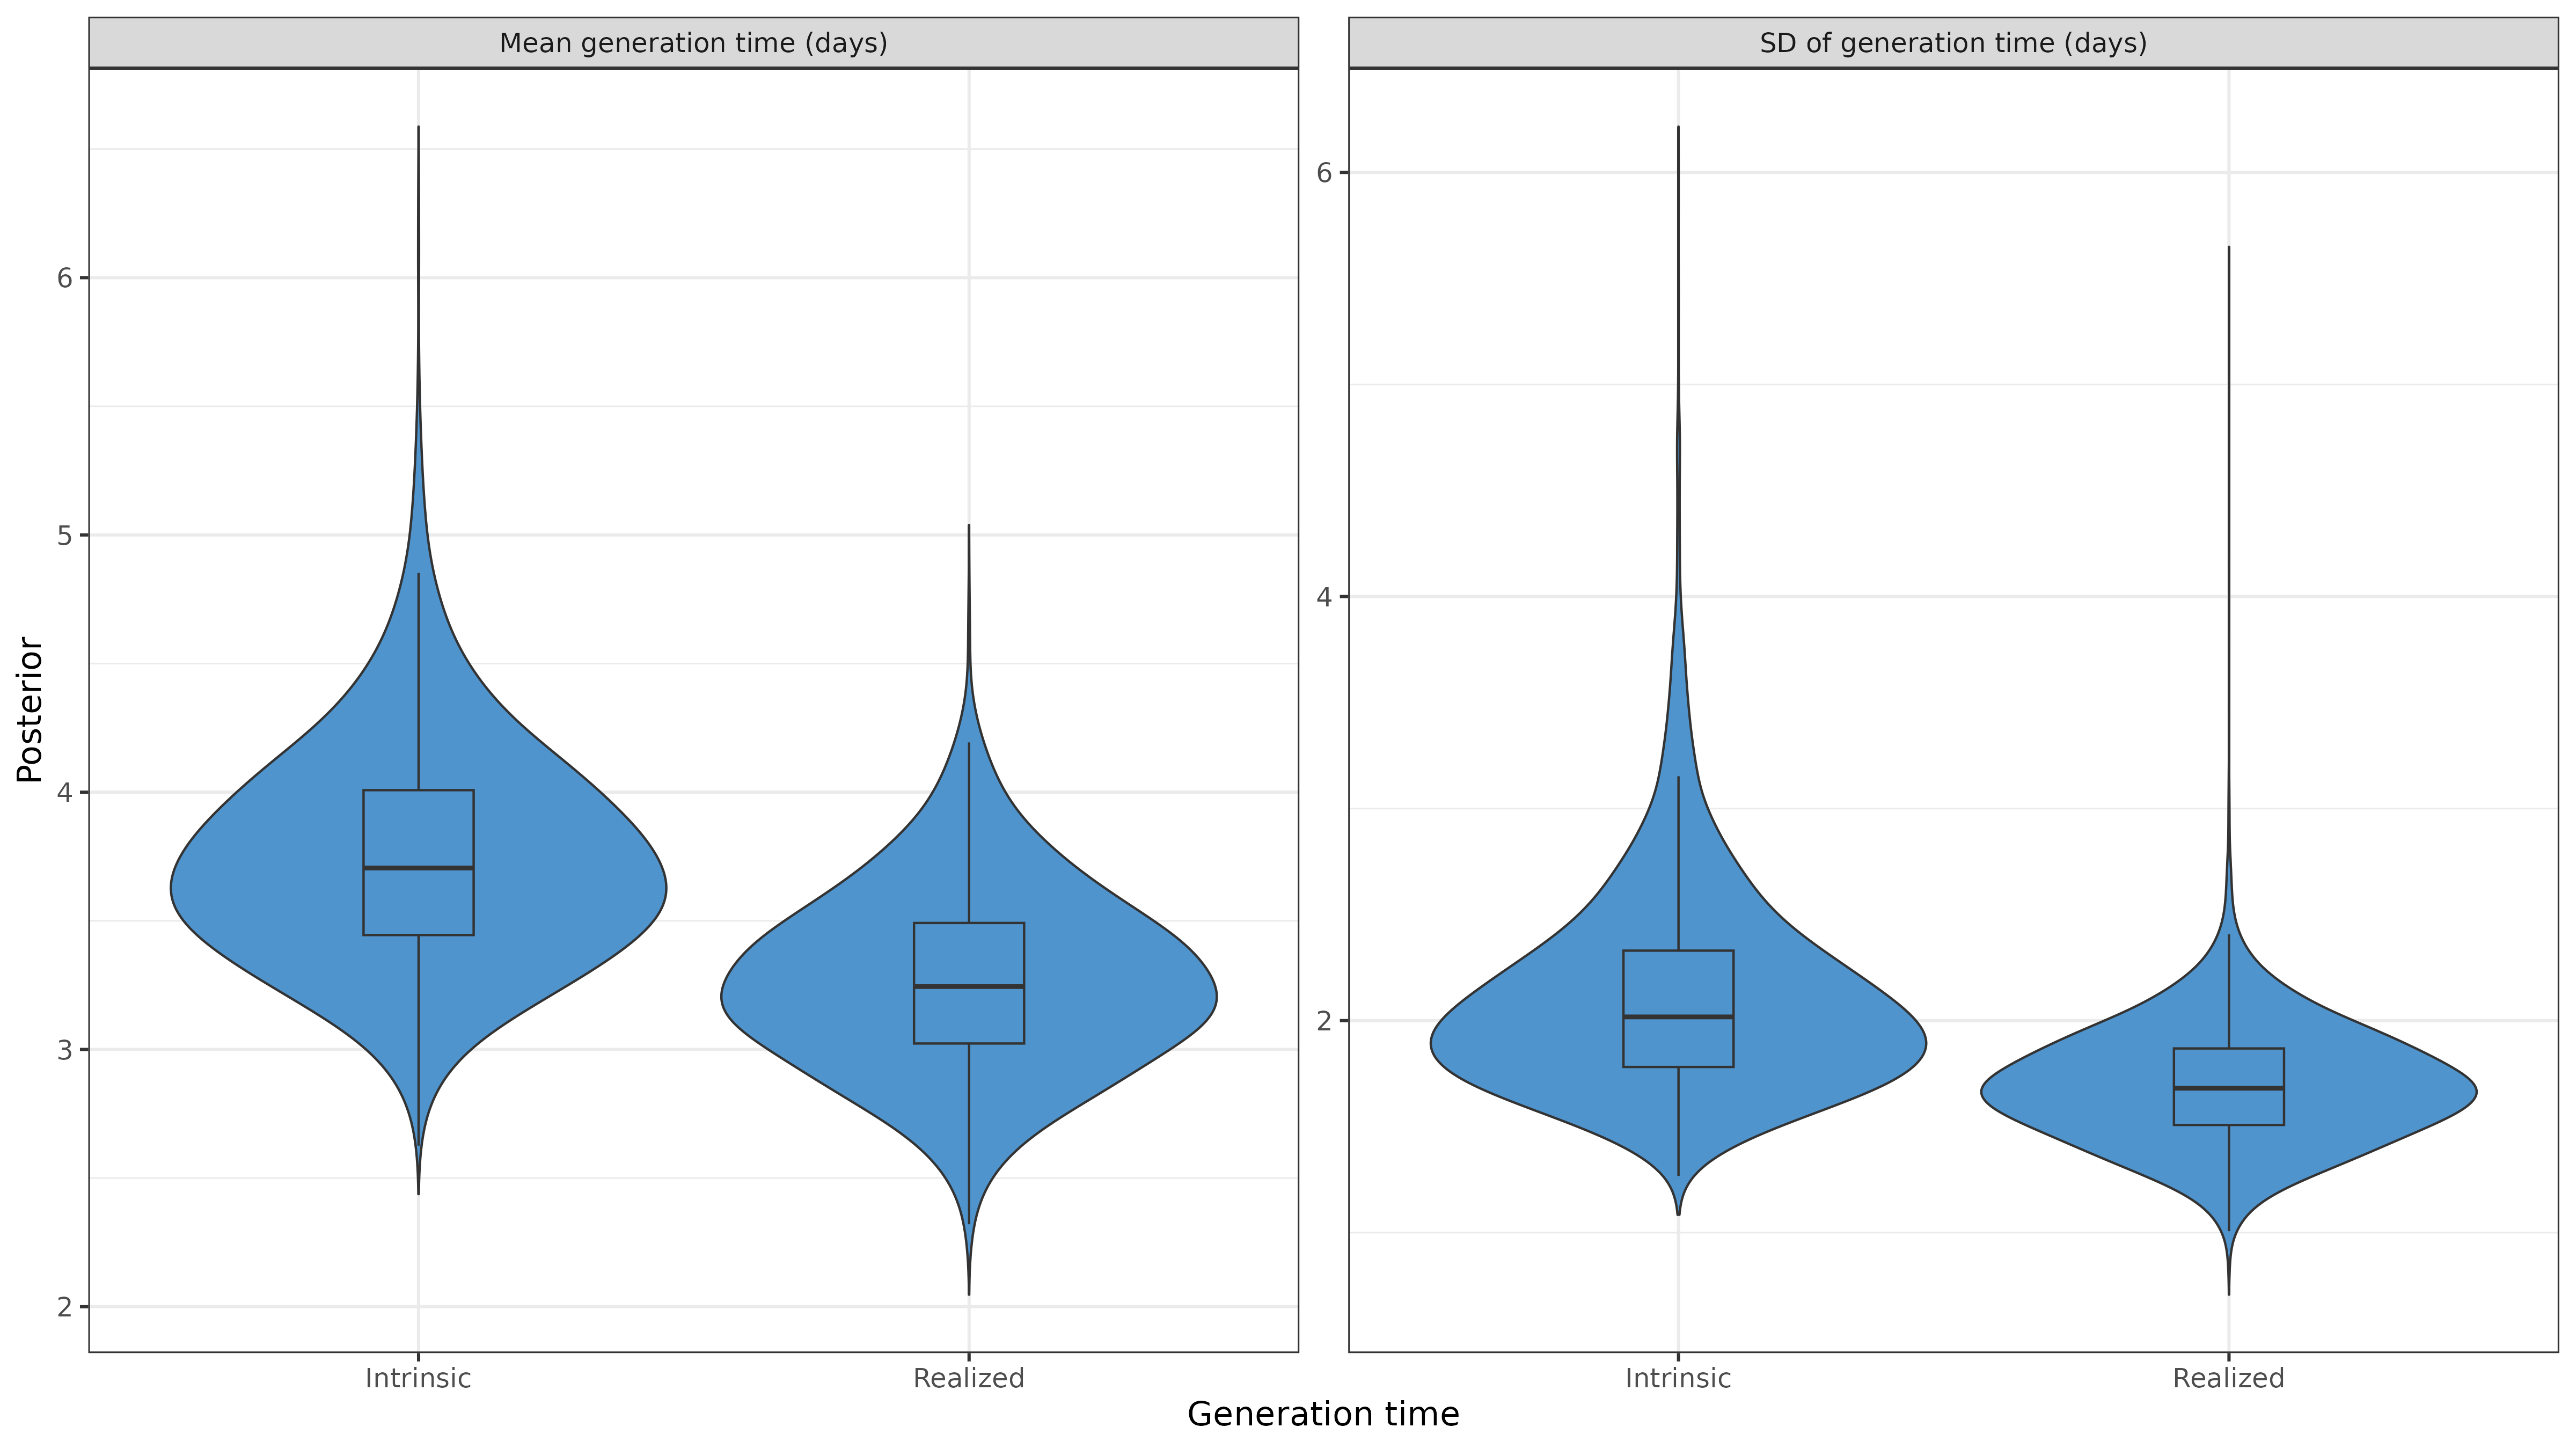 Mean generation time (days)
SD of generation time (days)
Posterior
6
5
4
3
2
6
4
2
Intrinsic
Realized
Intrinsic
Realized
Generation time